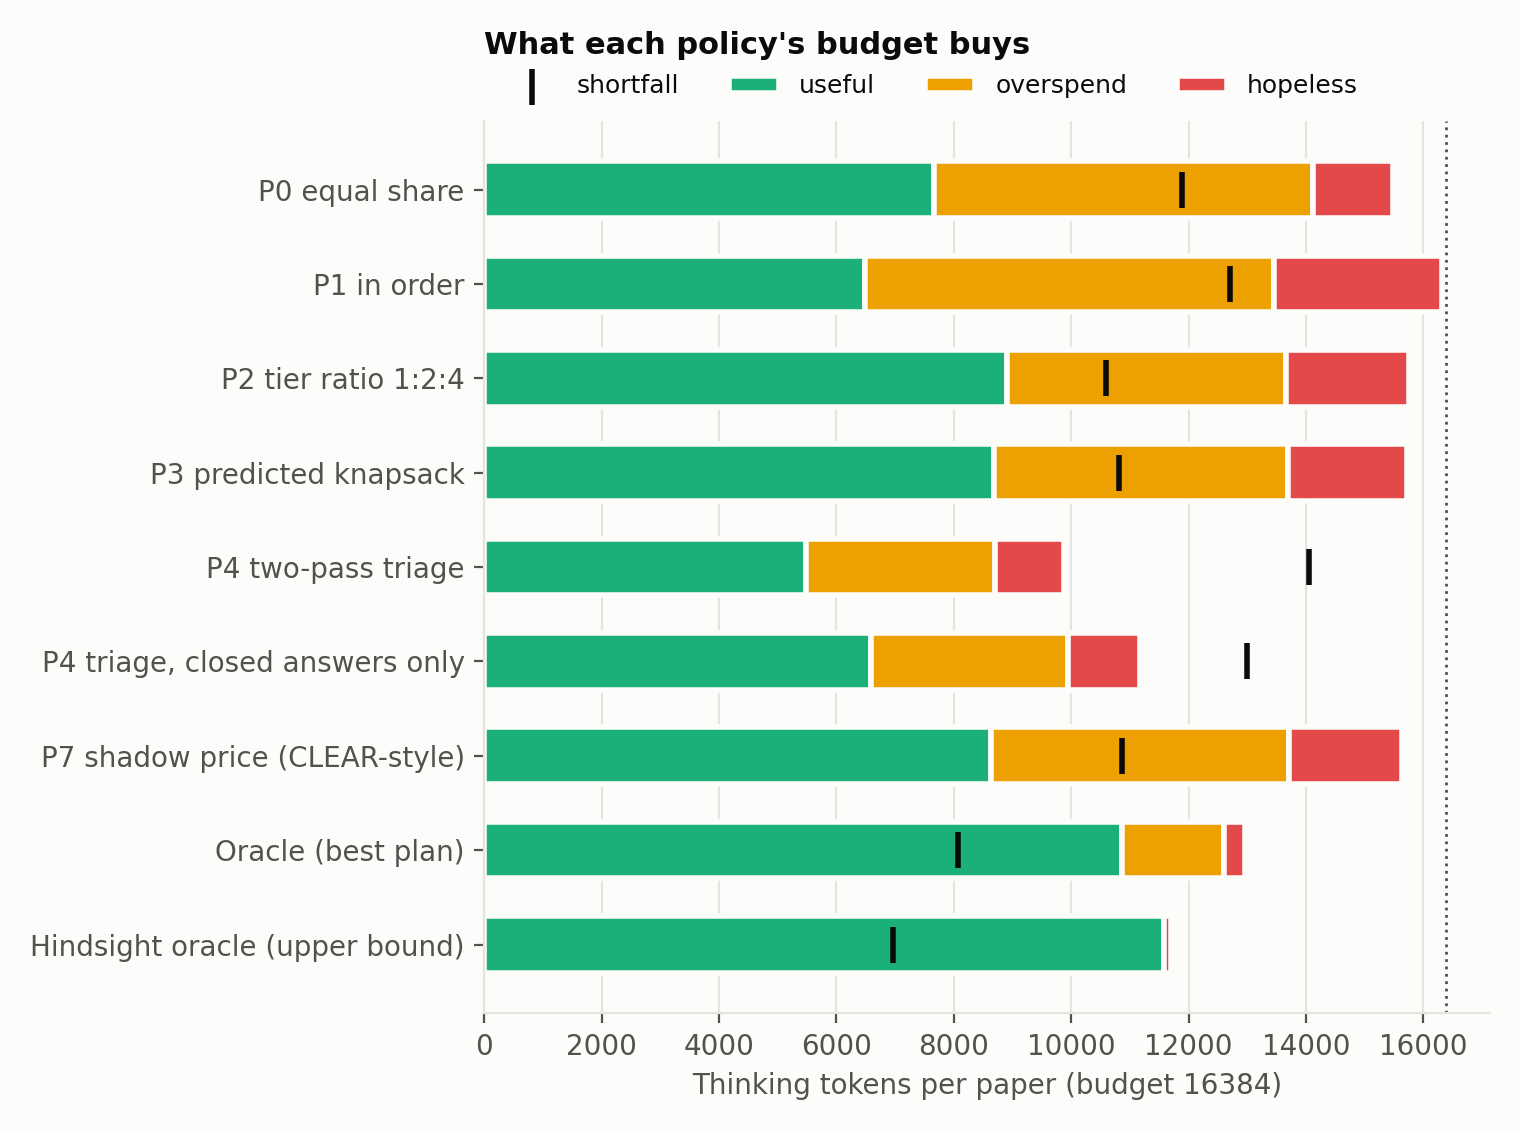 What each policy's budget buys
shortfall useful overspend hopeless
P0 equal share
P1 in order
P2 tier ratio 1:2:4
P3 predicted knapsack
P4 two-pass triage
P4 triage, closed answers only
P7 shadow price (CLEAR-style)
Oracle (best plan)
Hindsight oracle (upper bound)
0 2000 4000 6000 8000 10000 12000 14000 16000
Thinking tokens per paper (budget 16384)